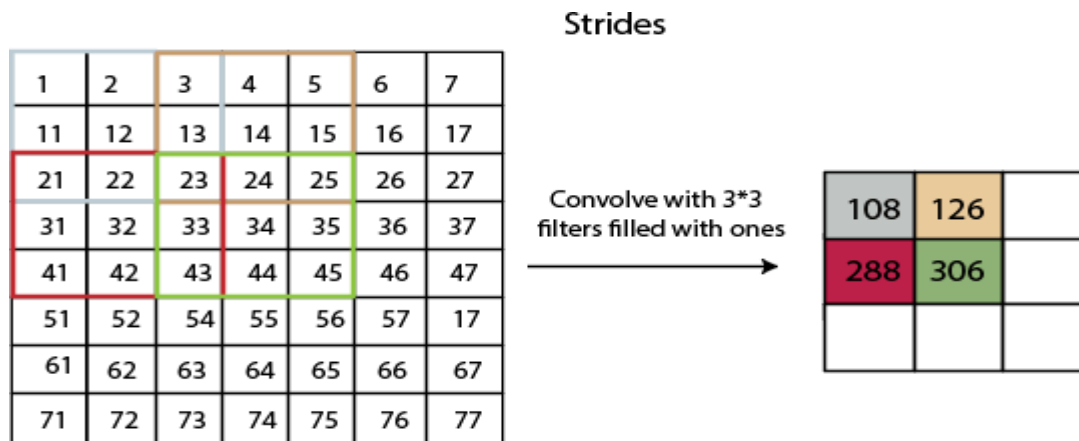 Strides
1 2 3 4 5 6 7
11 12 13 14 15 16 17
21 22 23 24 25 26 27
31 32 33 34 35 36 37
41 42 43 44 45 46 47
51 52 54 55 56 57 17
61 62 63 64 65 66 67
71 72 73 74 75 76 77
Convolve with 3*3
filters filled with ones
108 126
288 306